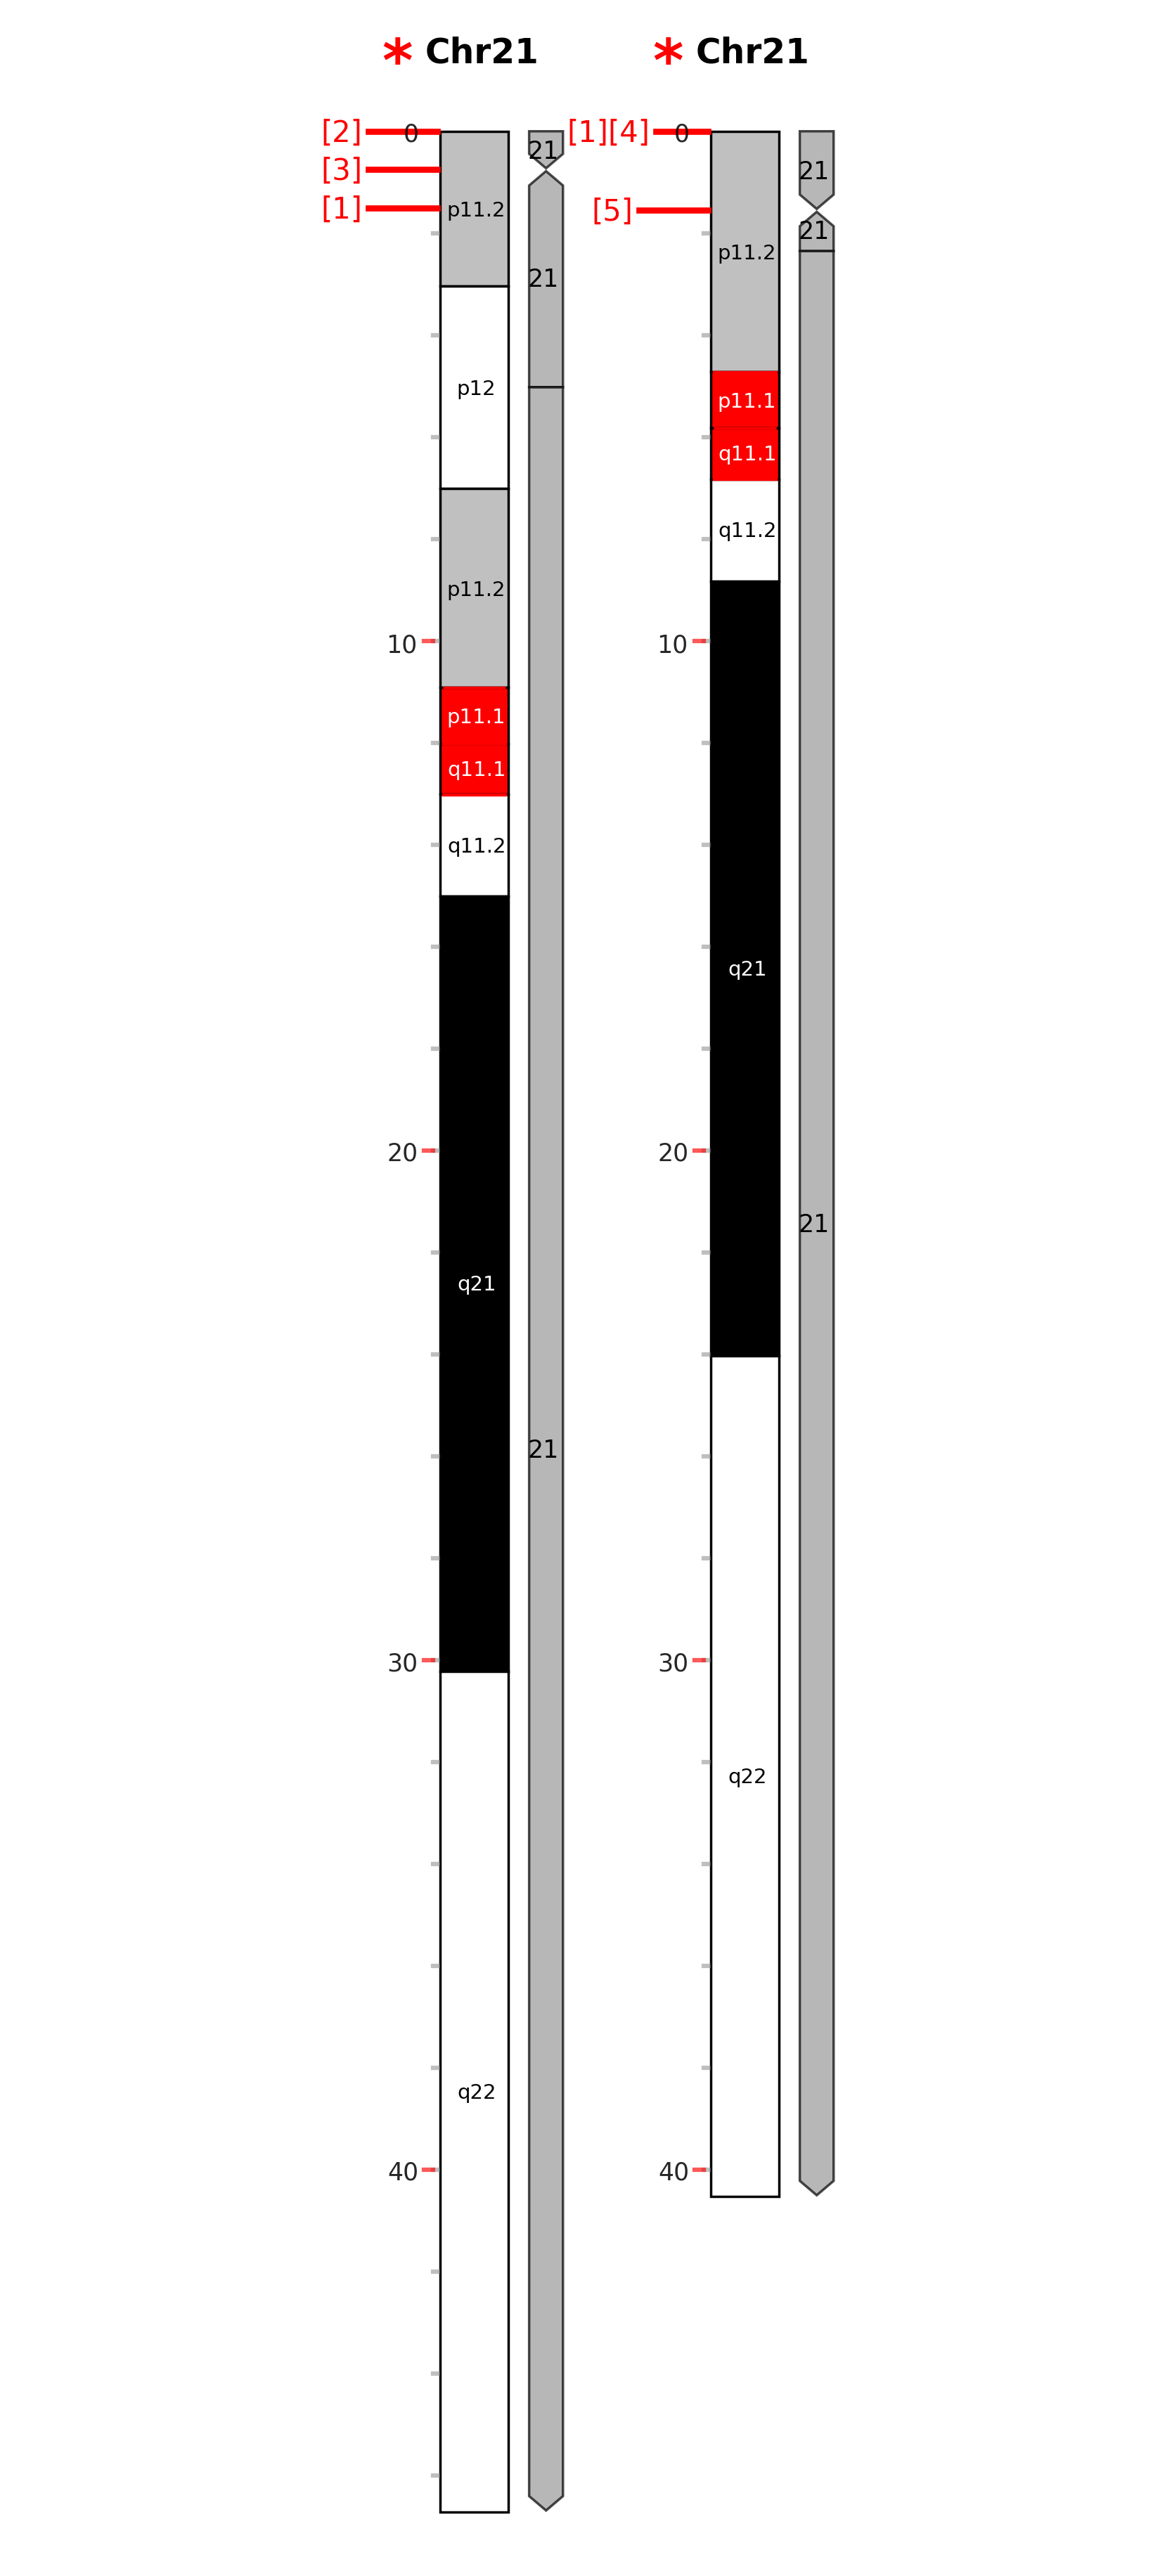 * Chr21 * Chr21
[2] 0 21 [1][4] 0
[3] 21
[1] p11.2 [5] 21
p11.2
21
p12 p11.1
q11.1
q11.2
p11.2
10 10
p11.1
q11.1
q11.2
q21
20 20
21
q21
21
30 30
q22
q22
40 40